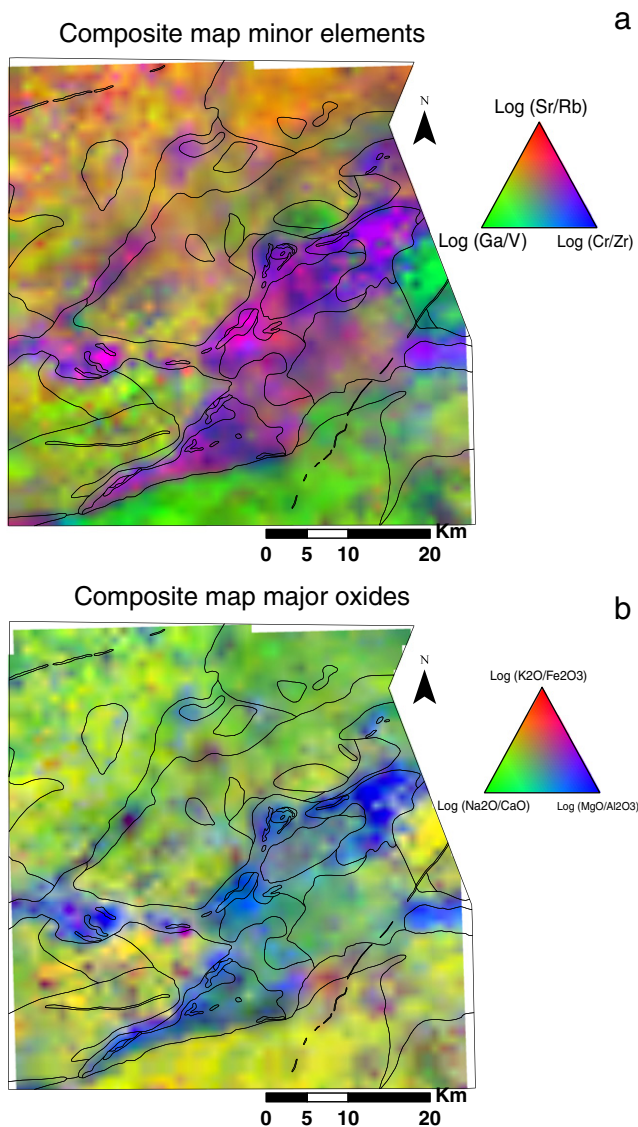 a
Composite map minor elements
N
Log (Sr/Rb)
Log (Ga/V)
Log (Cr/Zr)
Km
0 5 10 20
b
Composite map major oxides
N
Log (K2O/Fe2O3)
Log (Na2O/CaO)
Log (MgO/Al2O3)
Km
0 5 10 20